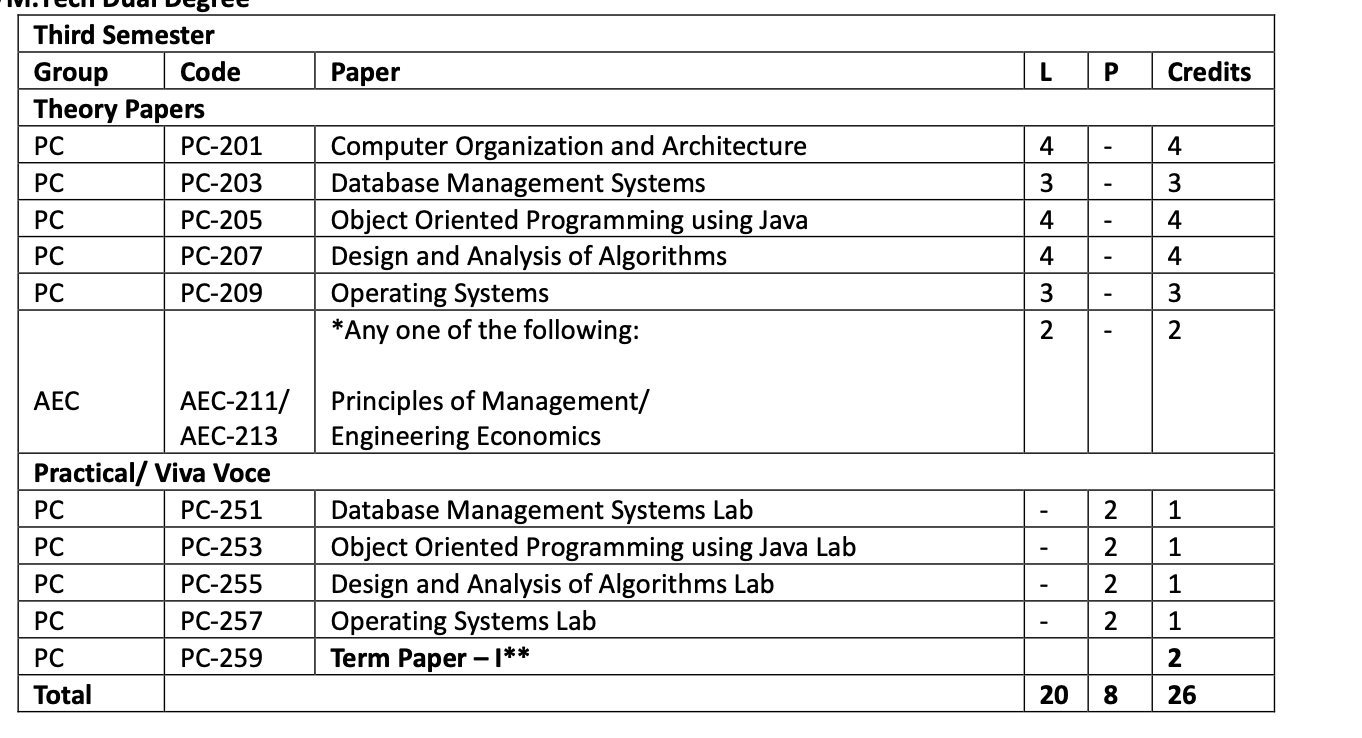 M.Tech Dual Degree
Third Semester
Group Code Paper L P Credits
Theory Papers
PC PC-201 Computer Organization and Architecture 4 - 4
PC PC-203 Database Management Systems 3 - 3
PC PC-205 Object Oriented Programming using Java 4 - 4
PC PC-207 Design and Analysis of Algorithms 4 - 4
PC PC-209 Operating Systems 3 - 3
*Any one of the following: 2 - 2
AEC AEC-211/ Principles of Management/
AEC-213 Engineering Economics
Practical/ Viva Voce
PC PC-251 Database Management Systems Lab - 2 1
PC PC-253 Object Oriented Programming using Java Lab - 2 1
PC PC-255 Design and Analysis of Algorithms Lab - 2 1
PC PC-257 Operating Systems Lab - 2 1
PC PC-259 Term Paper – I** 2
Total 20 8 26